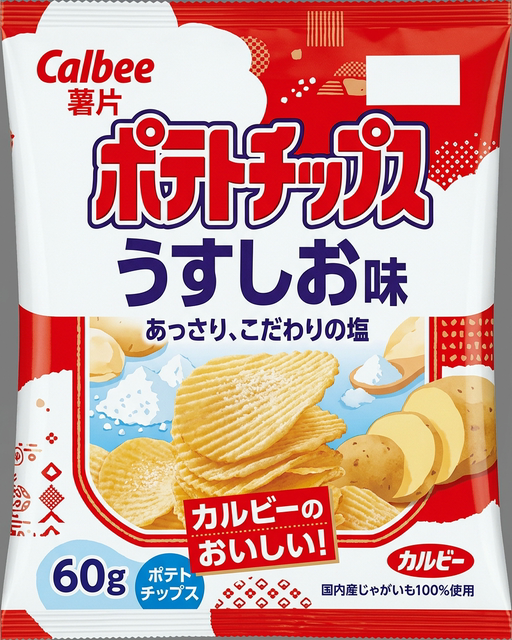 Calbee
薯片
ポテトチップス
うすしお味
あっさり、こだわりの塩
カルビーの
おいしい!
60g
ポテト
チップス
カルビー
国内産じゃがいも100%使用